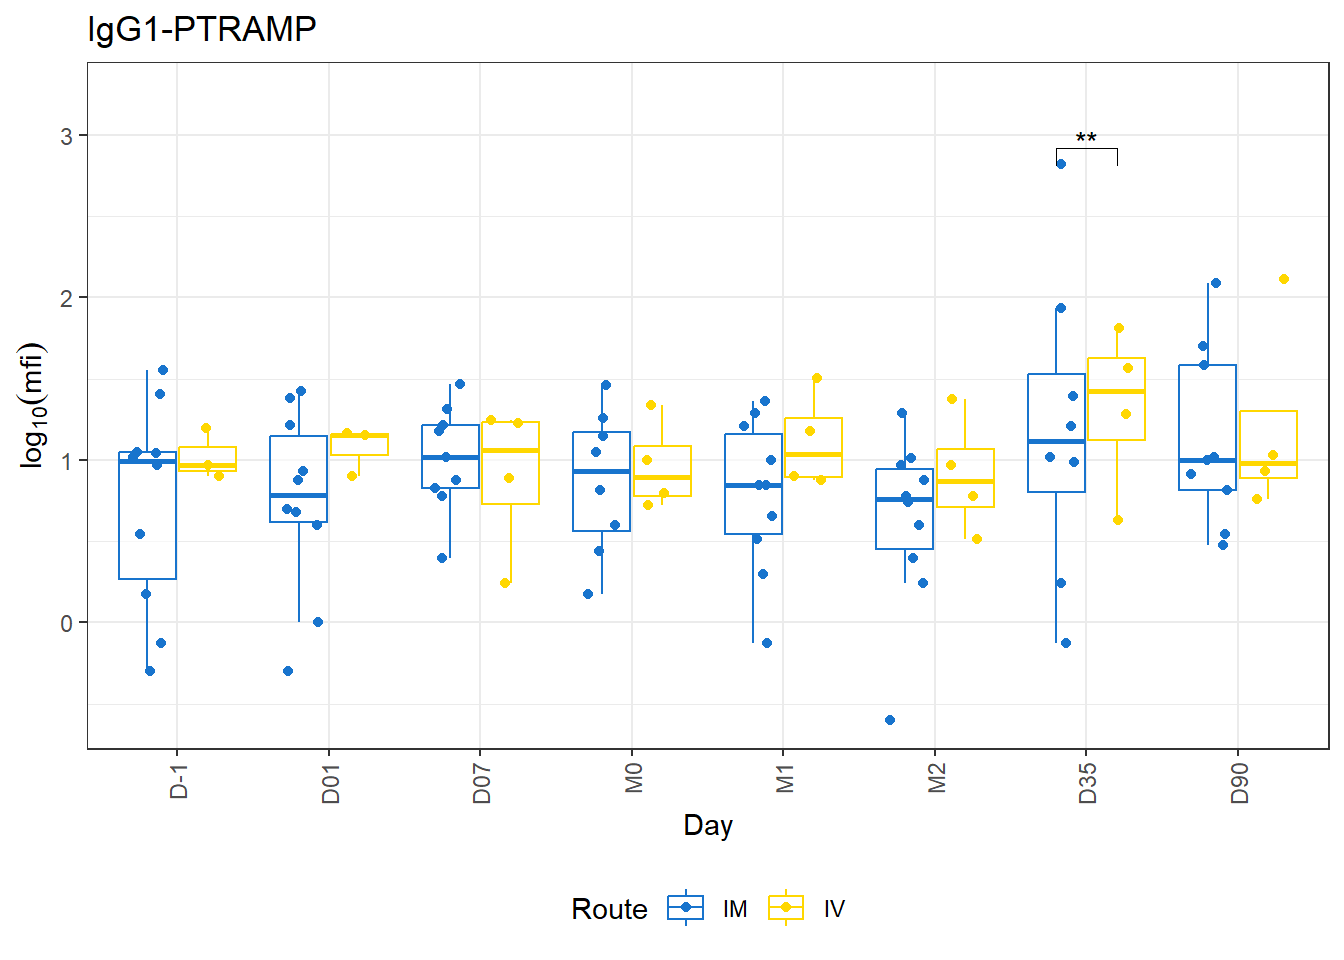 IgG1-PTRAMP
3
2
1
0
log10(mfi)
**
D-1
D01
D07
M0
M1
M2
D35
D90
Day
Route IM IV